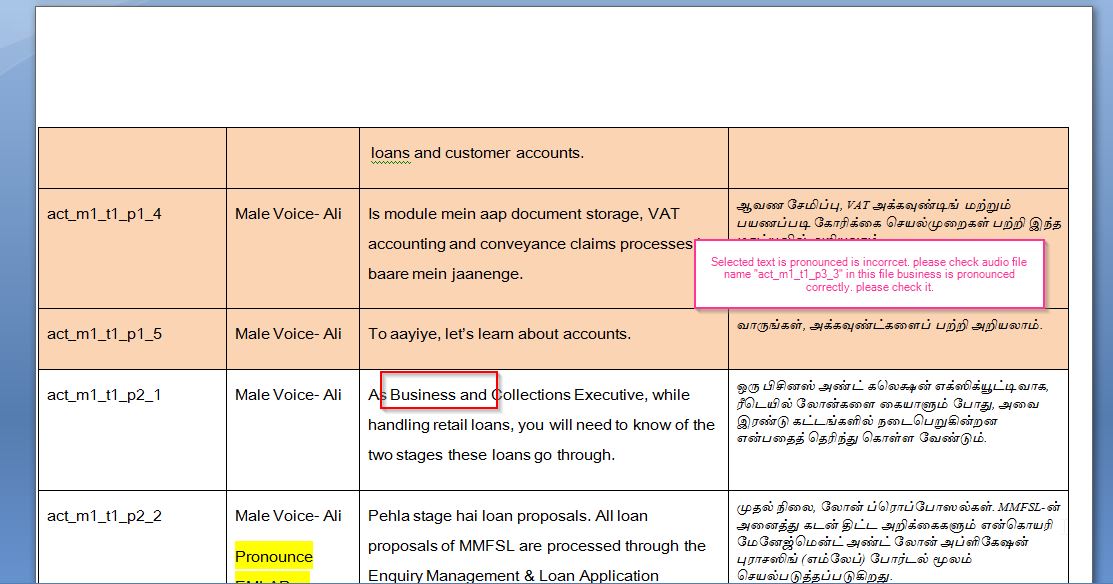 loans and customer accounts.
act_m1_t1_p1_4
Male Voice- Ali
Is module mein aap document storage, VAT
accounting and conveyance claims processes
baare mein jaanenge.
ஆவண சேமிப்பு, VAT அக்கவுண்டிங் மற்றும்
பயணப்படி கோரிக்கை செயல்முறைகள் பற்றி இந்த
Selected text is pronounced is incorrcet. please check audio file
name "act_m1_t1_p3_3" in this file business is pronounced
correctly. please check it.
act_m1_t1_p1_5
Male Voice- Ali
To aayiye, let's learn about accounts.
வாருங்கள், அக்கவுண்ட்களைப் பற்றி அறியலாம்.
act_m1_t1_p2_1
Male Voice- Ali
As Business and Collections Executive, while
handling retail loans, you will need to know of the
two stages these loans go through.
ஒரு பிசினஸ் அண்ட் கலெக்ஷன் எக்ஸிக்யூட்டிவாக,
ரீடெயில் லோன்களை கையாளும் போது, அவை
இரண்டு கட்டங்களில் நடைபெறுகின்றன
என்பதைத் தெரிந்து கொள்ள வேண்டும்.
act_m1_t1_p2_2
Male Voice- Ali
Pronounce
Pehla stage hai loan proposals. All loan
proposals of MMFSL are processed through the
Enquiry Management & Loan Application
முதல் நிலை, லோன் ப்ரொப்போஸல்கள். MMFSL-ன்
அனைத்து கடன் திட்ட அறிக்கைகளும் என்கொயரி
மேனேஜ்மென்ட் அண்ட் லோன் அப்ளிகேஷன்
புராசஸிங் (எம்லேப்) போர்டல் மூலம்
செயல்படுத்தப்படுகிறது.